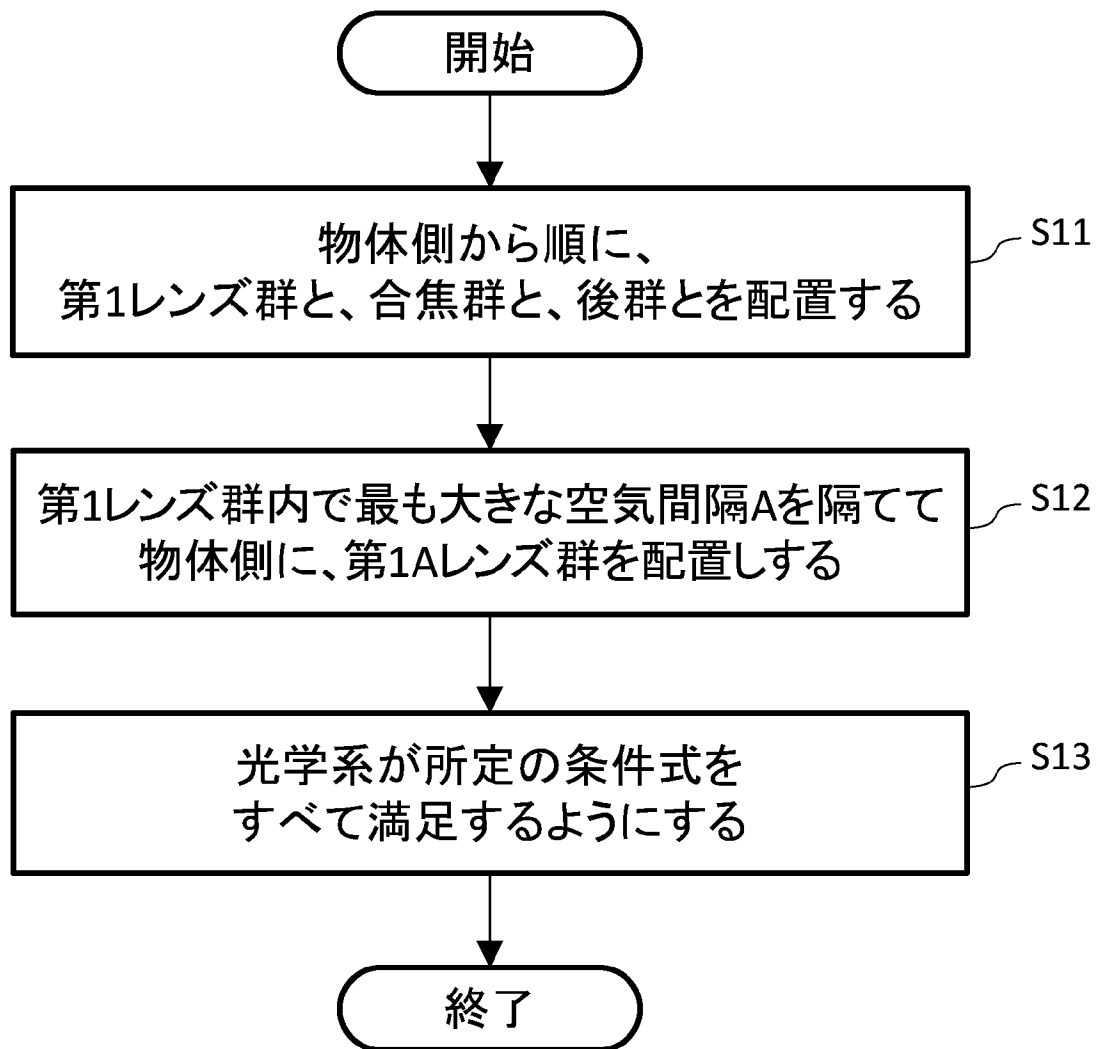 開始
物体側から順に、
第1レンズ群と、合焦群と、後群とを配置する
S11
第1レンズ群内で最も大きな空気間隔Aを隔てて
物体側に、第1Aレンズ群を配置しする
S12
光学系が所定の条件式を
すべて満足するようにする
S13
終了